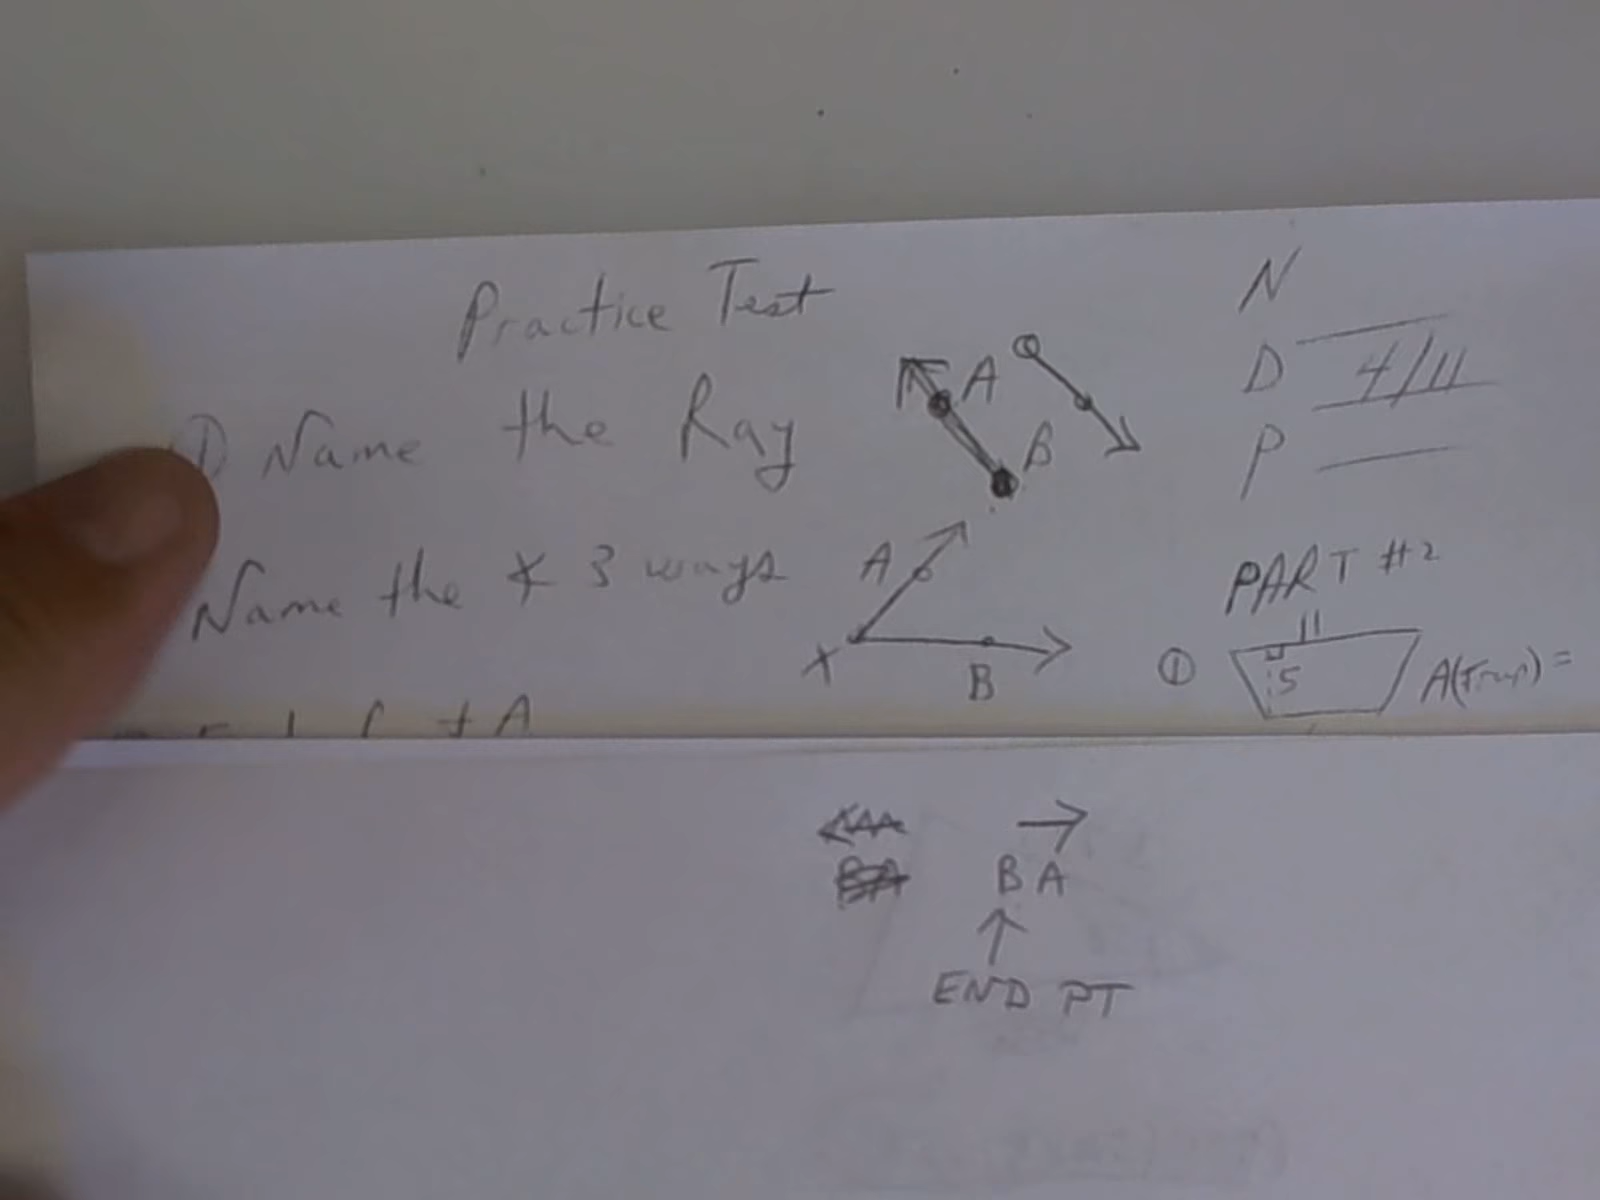 Practice Test
N
D 4/11
P
① Name the Ray
A
B
Name the ∡ 3 ways
A
X
B
PART #2
11
① 5 A(Trap) =
BA
B A
END PT